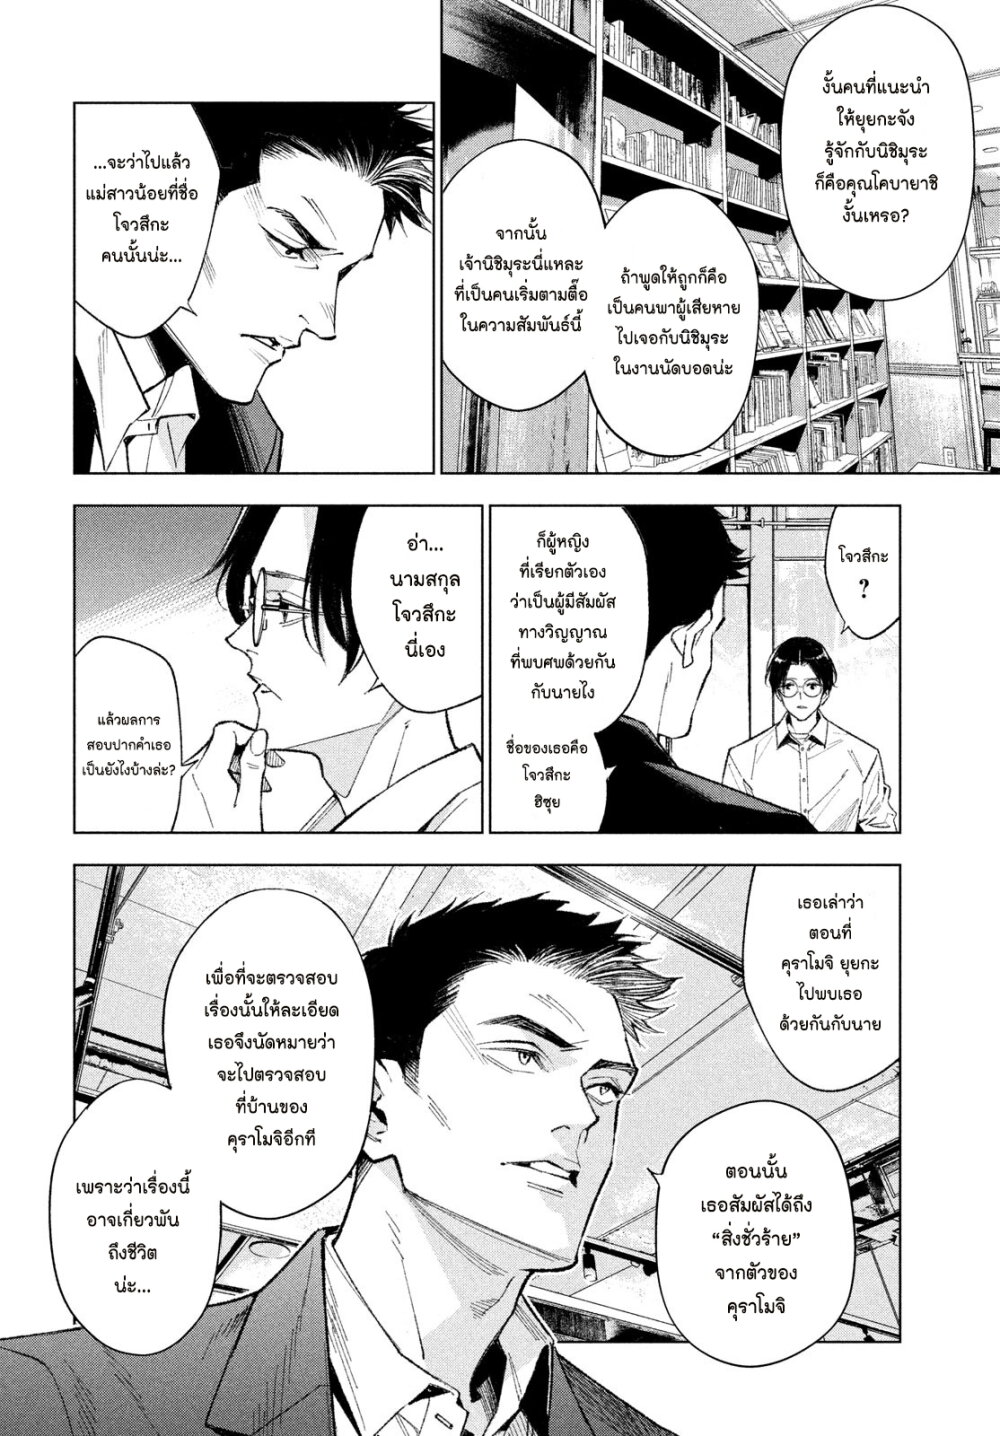 งั้นคนที่แนะนำ
ให้ยุยกะจัง
รู้จักกับนิชิมุระ
ก็คือคุณโคบายาชิ
งั้นเหรอ?
ถ้าพูดให้ถูกก็คือ
เป็นคนพาผู้เสียหาย
ไปเจอกับนิชิมุระ
ในงานนัดบอดน่ะ
จากนั้น
เจ้านิชิมุระนี่แหละ
ที่เป็นคนเริ่มตามตื๊อ
ในความสัมพันธ์นี้
...จะว่าไปแล้ว
แม่สาวน้อยที่ชื่อ
โจวสึกะ
คนนั้นน่ะ...
โจวสึกะ
?
ก็ผู้หญิง
ที่เรียกตัวเอง
ว่าเป็นผู้มีสัมผัส
ทางวิญญาณ
ที่พบศพด้วยกัน
กับนายไง
ชื่อของเธอคือ
โจวสึกะ
ฮิซุย
อ่า...
นามสกุล
โจวสึกะ
นี่เอง
แล้วผลการ
สอบปากคำเธอ
เป็นยังไงบ้างล่ะ?
เธอเล่าว่า
ตอนที่
คุราโมจิ ยุยกะ
ไปพบเธอ
ด้วยกันกับนาย
ตอนนั้น
เธอสัมผัสได้ถึง
“สิ่งชั่วร้าย”
จากตัวของ
คุราโมจิ
เพื่อที่จะตรวจสอบ
เรื่องนั้นให้ละเอียด
เธอจึงนัดหมายว่า
จะไปตรวจสอบ
ที่บ้านของ
คุราโมจิอีกที
เพราะว่าเรื่องนี้
อาจเกี่ยวพัน
ถึงชีวิต
น่ะ...